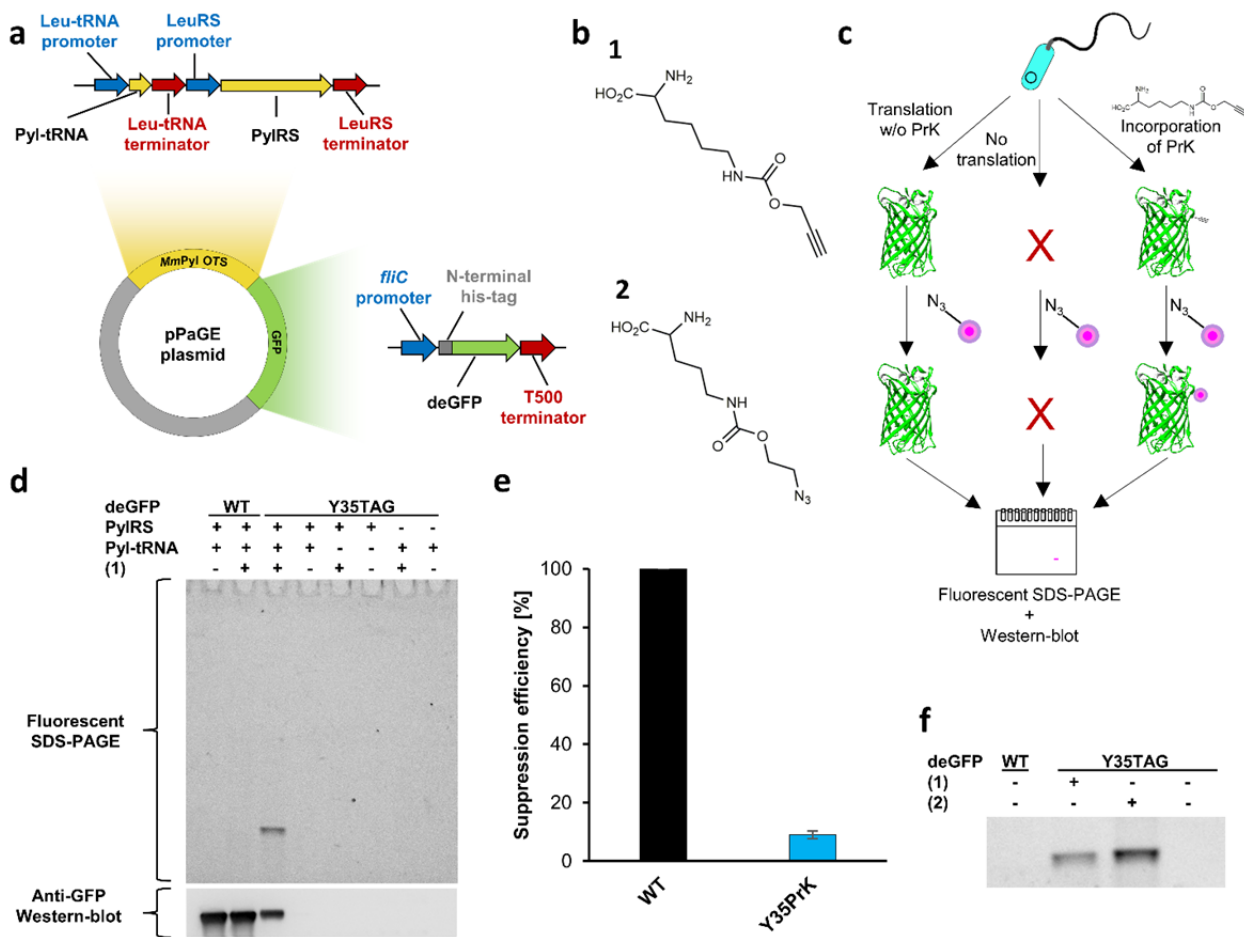 a
Leu-tRNA
promoter
LeuRS
promoter
Pyl-tRNA
Leu-tRNA
terminator
PylRS
LeuRS
terminator
MmPyl OTS
GFP
pPaGE
plasmid
fliC
promoter
N-terminal
his-tag
deGFP
T500
terminator
b
1
NH2
HO2C
NH
O
O
2
NH2
HO2C
NH
O
O
N3
c
Translation
w/o PrK
No
translation
NH2
HO2C
Incorporation
of PrK
X
N3
N3
N3
X
Fluorescent SDS-PAGE
+
Western-blot
d
deGFP WT Y35TAG
PylRS + + + + + + - -
Pyl-tRNA + + + + - - + +
(1) - + + - + - + -
Fluorescent
SDS-PAGE
Anti-GFP
Western-blot
e
Suppression efficiency [%]
100
80
60
40
20
0
WT
Y35PrK
f
deGFP WT Y35TAG
(1) - + - -
(2) - - + -